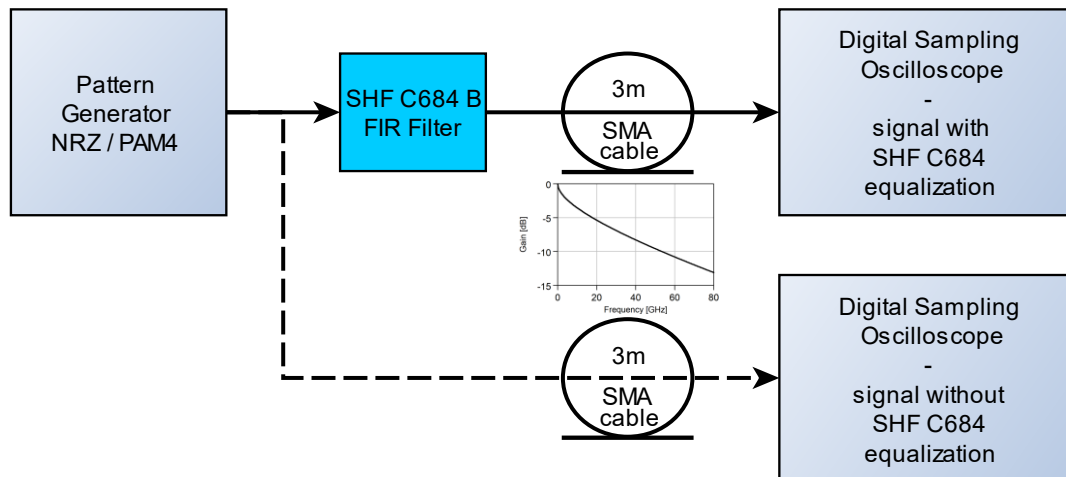 Pattern
Generator
NRZ / PAM4
SHF C684 B
FIR Filter
3m
SMA
cable
Digital Sampling
Oscilloscope
-
signal with
SHF C684
equalization
0
-5
-10
-15
Gain [dB]
0 20 40 60 80
Frequency [GHz]
3m
SMA
cable
Digital Sampling
Oscilloscope
-
signal without
SHF C684
equalization